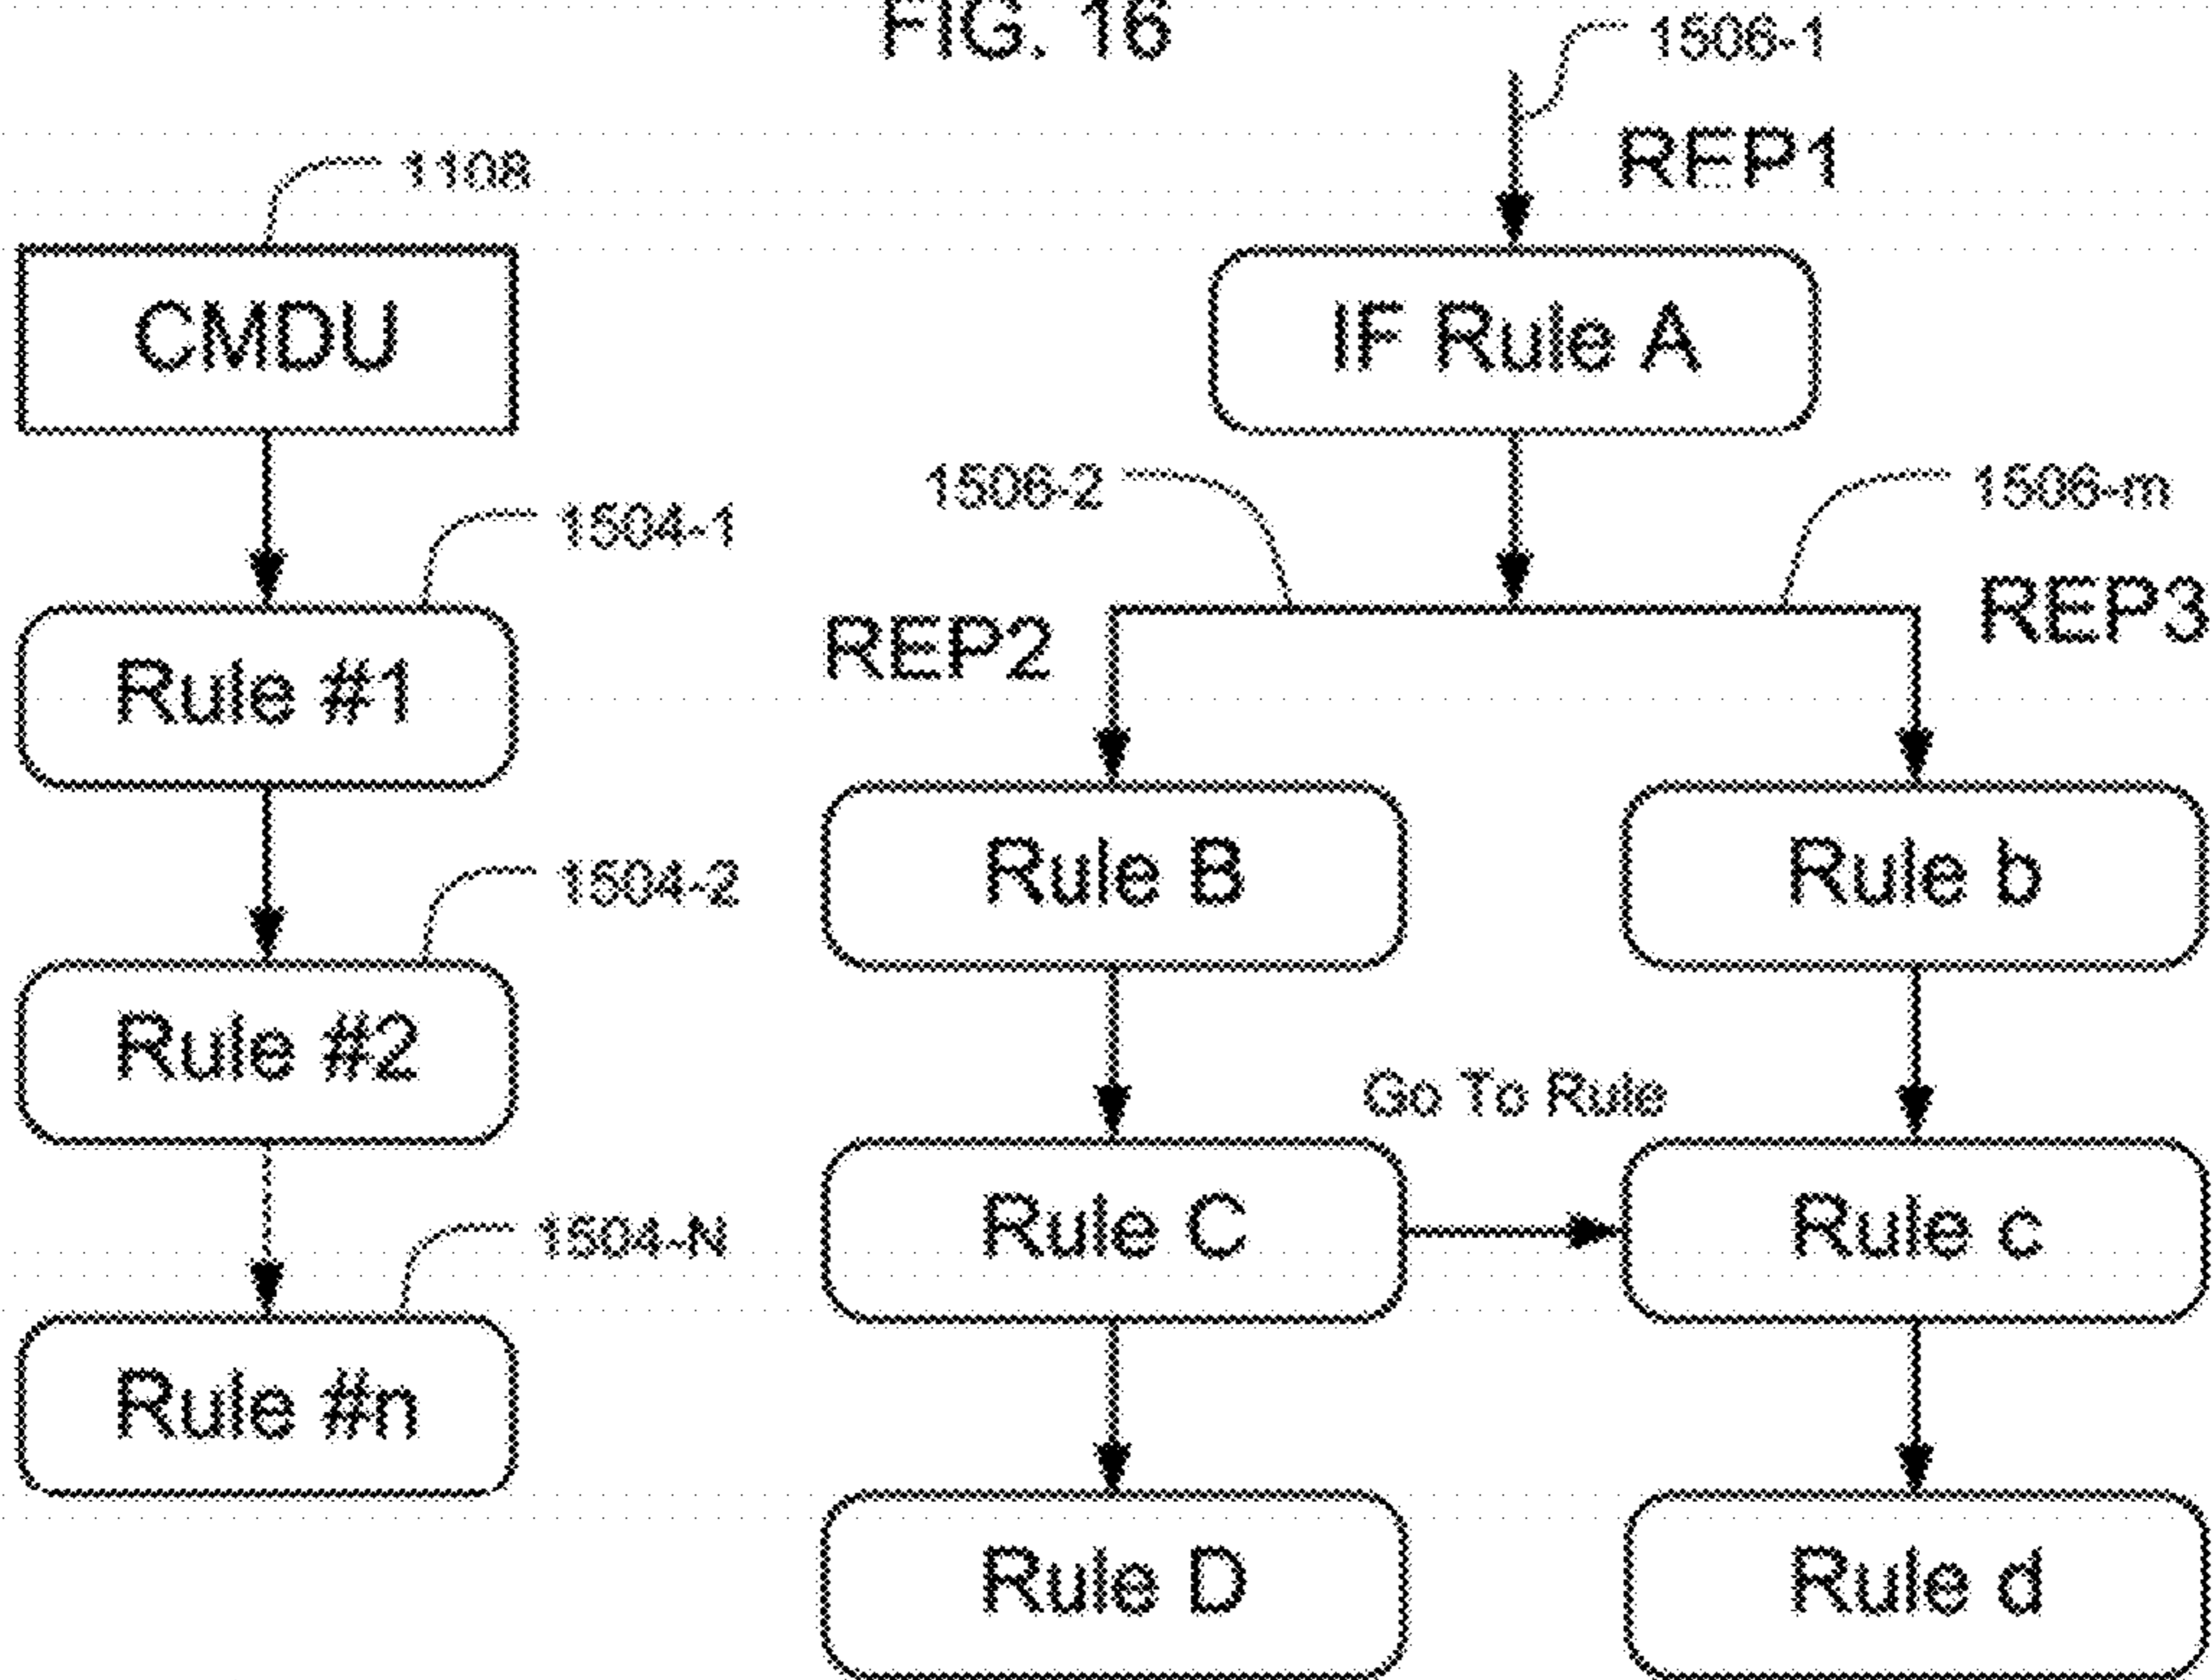 FIG. 16
1506-1
REP1
1108
CMDU
IF Rule A
1506-2
1506-m
1504-1
REP2
REP3
Rule #1
Rule B
Rule b
1504-2
Rule #2
Go To Rule
Rule C
Rule c
1504-N
Rule #n
Rule D
Rule d